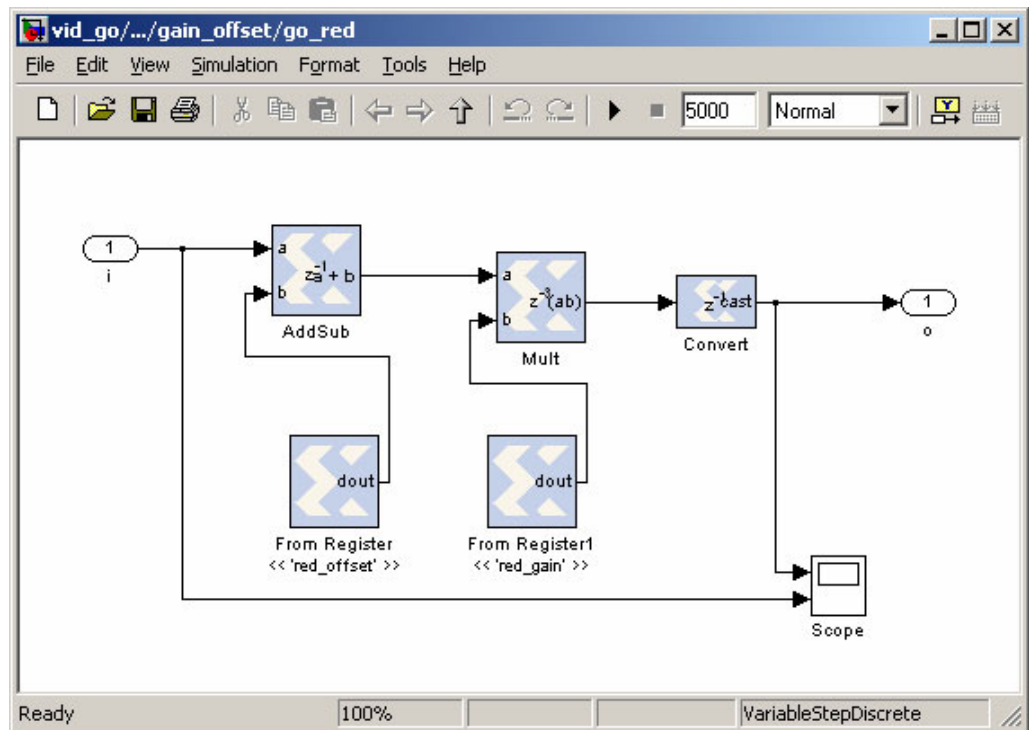 vid_go/.../gain_offset/go_red
File Edit View Simulation Format Tools Help
5000 Normal
1
i
a
b
z⁻¹
a + b
AddSub
a
b
z⁻³(ab)
Mult
z⁻¹ cast
Convert
1
o
dout
From Register
<< 'red_offset' >>
dout
From Register1
<< 'red_gain' >>
Scope
Ready 100% VariableStepDiscrete